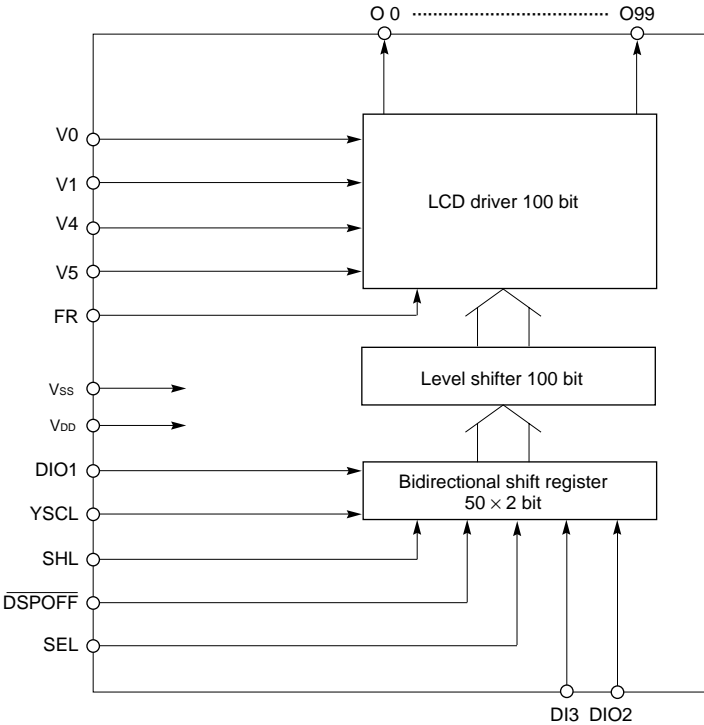 O 0 O99
V0
V1
V4
V5
FR
VSS
VDD
DIO1
YSCL
SHL
DSPOFF
SEL
LCD driver 100 bit
Level shifter 100 bit
Bidirectional shift register
50 × 2 bit
DI3 DIO2